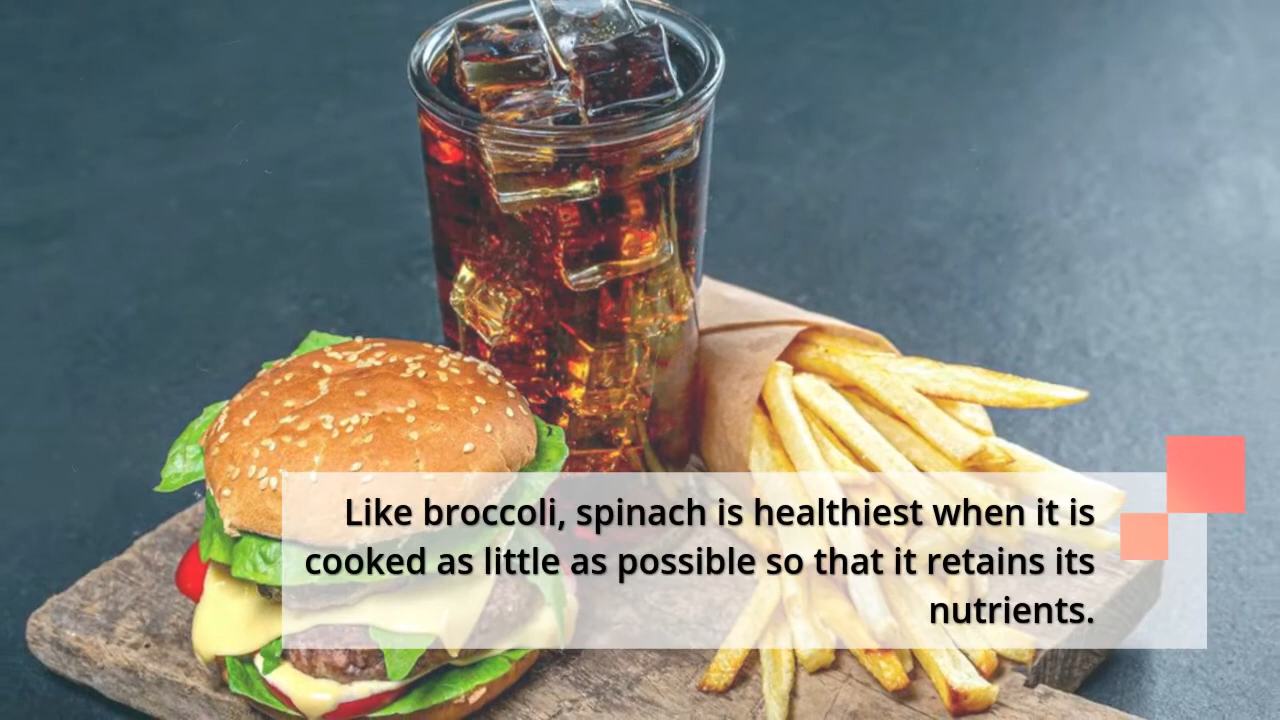 Like broccoli, spinach is healthiest when it is
cooked as little as possible so that it retains its
nutrients.